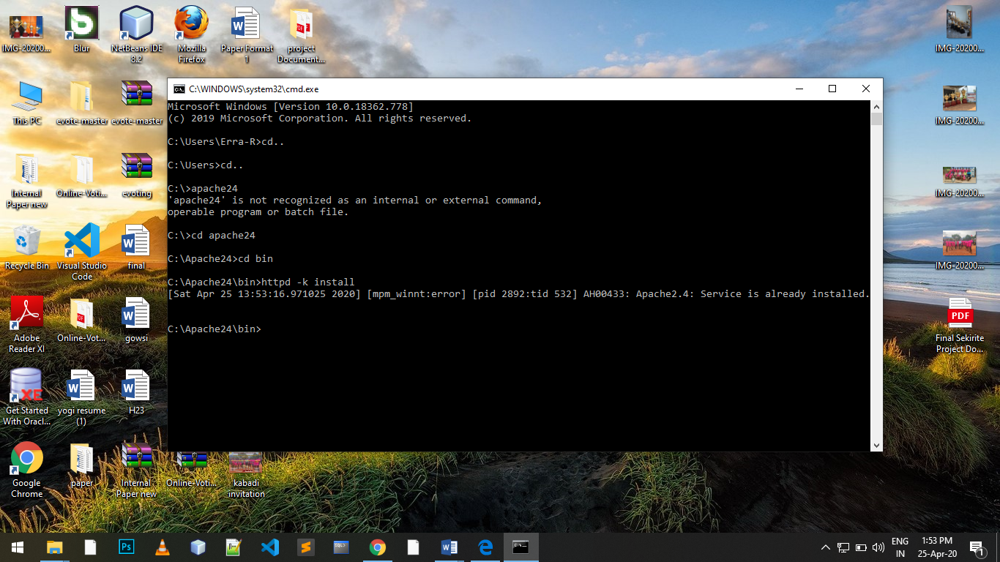 IMG-20200...
Blur
NetBeans IDE
8.2
Mozilla
Firefox
Paper Format
1
project
Document...
IMG-20200...
This PC
evote-master
evote-master
IMG-20200...
Internal
Paper new
Online-Voti...
evoting
IMG-20200...
Recycle Bin
Visual Studio
Code
final
IMG-20200...
Adobe
Reader XI
Online-Vot...
gowsi
PDF
Final Sekirite
Project Do...
XE
Get Started
With Oracl...
yogi resume
(1)
H23
Google
Chrome
paper
Internal
Paper new
Online-Voti...
kabadi
invitation
C:\WINDOWS\system32\cmd.exe
Microsoft Windows [Version 10.0.18362.778]
(c) 2019 Microsoft Corporation. All rights reserved.
C:\Users\Erra-R>cd..
C:\Users>cd..
C:\>apache24
'apache24' is not recognized as an internal or external command,
operable program or batch file.
C:\>cd apache24
C:\Apache24>cd bin
C:\Apache24\bin>httpd -k install
[Sat Apr 25 13:53:16.971025 2020] [mpm_winnt:error] [pid 2892:tid 532] AH00433: Apache2.4: Service is already installed.
C:\Apache24\bin>
Ps
SQL>
ENG
IN
1:53 PM
25-Apr-20
1